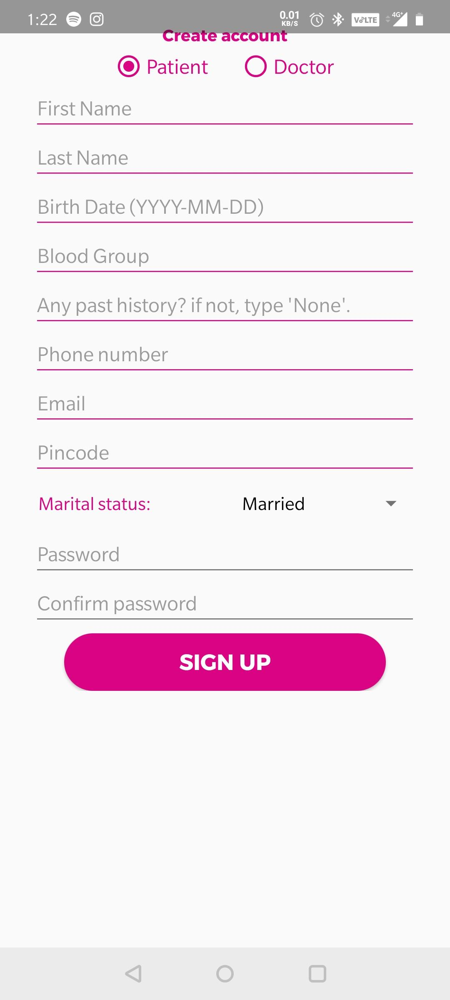 1:22 0.01 KB/S VoLTE 4G+
Create account
Patient Doctor
First Name
Last Name
Birth Date (YYYY-MM-DD)
Blood Group
Any past history? if not, type 'None'.
Phone number
Email
Pincode
Marital status: Married
Password
Confirm password
SIGN UP